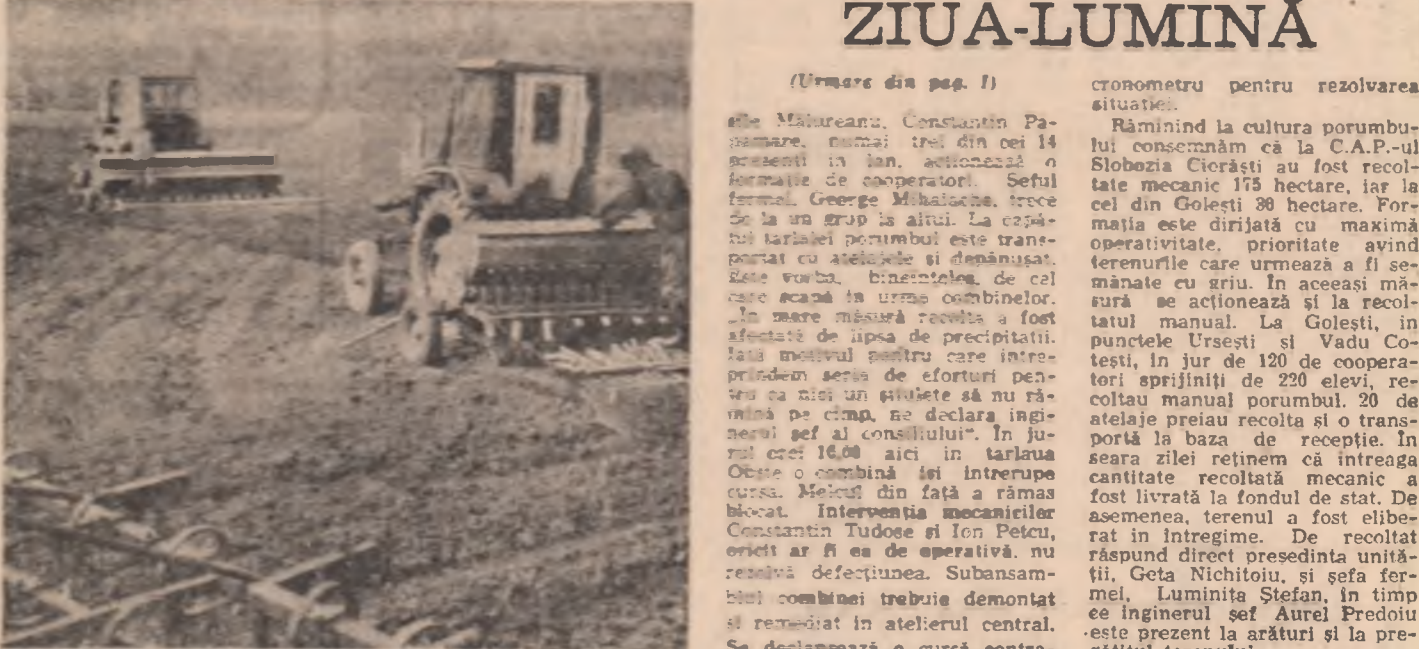 ZIUA-LUMINĂ
(Urmare din pag. I)
Mălureanu, Constantin Pa-
numai trei din cei 14
prezenți în lan, acționează o
formație de cooperatori. Șeful
fermei, George Mihalache, trece
de la un grup la altul. La capă-
tul tarlalei porumbul este trans-
portat cu atelajele și depănușat.
Este vorba, bineînțeles, de cel
care scapă în urma combinelor.
„În mare măsură recolta a fost
afectată de lipsa de precipitații.
Iată motivul pentru care între-
prindem seria de eforturi pen-
tru ca nici un știulete să nu ră-
mînă pe cîmp, ne declara ingi-
nerul șef al consiliului“. În ju-
rul orei 16,00 aici în tarlaua
o combină își întrerupe
cursa. Melcul din față a rămas
blocat. Intervenția mecanicilor
Constantin Tudose și Ion Petcu,
oricît ar fi ea de operativă, nu
rezolvă defecțiunea. Subansam-
blul combinei trebuie demontat
și remediat în atelierul central.
Se declanșează o cursă contra-
cronometru pentru rezolvarea
situației.
Rămînind la cultura porumbu-
lui consemnăm că la C.A.P.-ul
Slobozia Ciorăști au fost recol-
tate mecanic 175 hectare, iar la
cel din Golești 30 hectare. For-
mația este dirijată cu maximă
operativitate, prioritate avind
terenurile care urmează a fi se-
mănate cu grîu. În aceeași mă-
sură se acționează și la recol-
tatul manual. La Golești, în
punctele Ursești și Vadu Co-
tești, în jur de 120 de coopera-
tori sprijiniți de 220 elevi, re-
coltau manual porumbul. 20 de
atelaje preiau recolta și o trans-
portă la baza de recepție. În
seara zilei reținem că întreaga
cantitate recoltată mecanic a
fost livrată la fondul de stat. De
asemenea, terenul a fost elibe-
rat în întregime. De recoltat
răspund direct președinta unită-
ții, Geta Nichitoiu, și șefa fer-
mei, Luminița Ștefan, în timp
ce inginerul șef Aurel Predoiu
este prezent la arături și la pre-